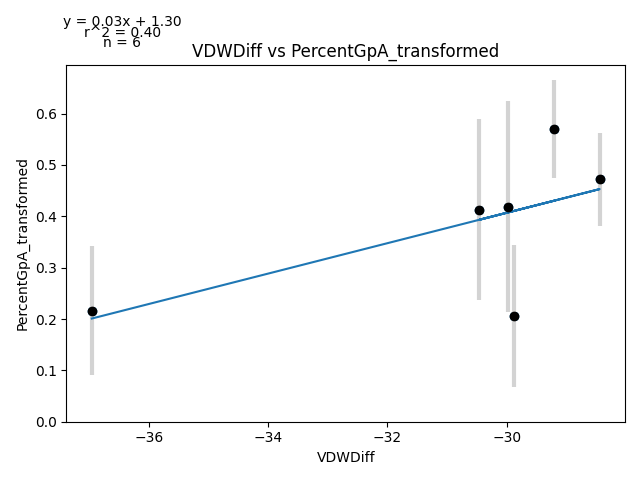 y = 0.03x + 1.30
r^2 = 0.40
n = 6
VDWDiff vs PercentGpA_transformed
PercentGpA_transformed
0.6
0.5
0.4
0.3
0.2
0.1
0.0
−36
−34
−32
−30
VDWDiff